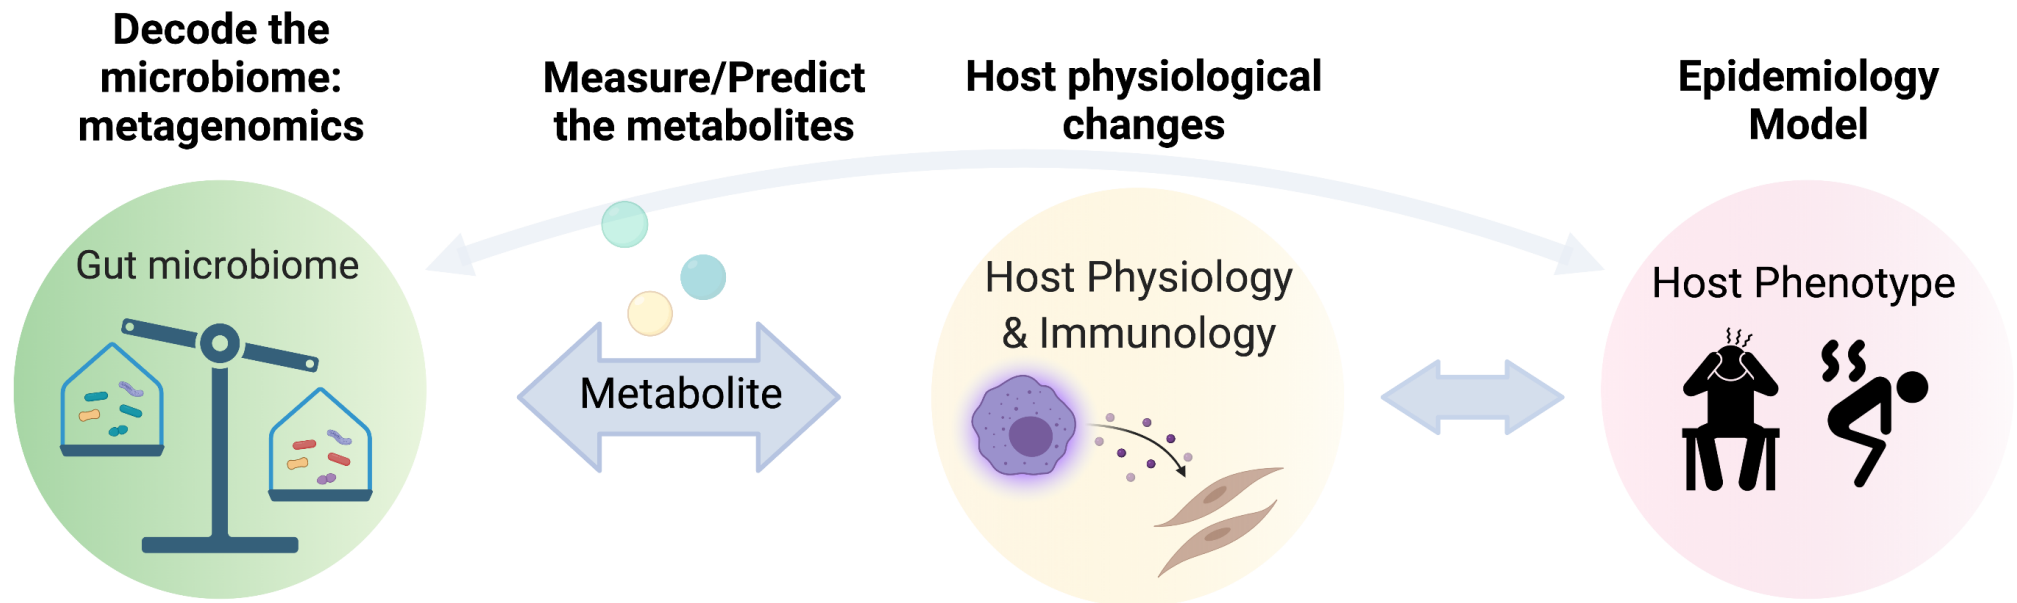 Decode the
microbiome:
metagenomics
Measure/Predict
the metabolites
Host physiological
changes
Epidemiology
Model
Gut microbiome
Metabolite
Host Physiology
& Immunology
Host Phenotype